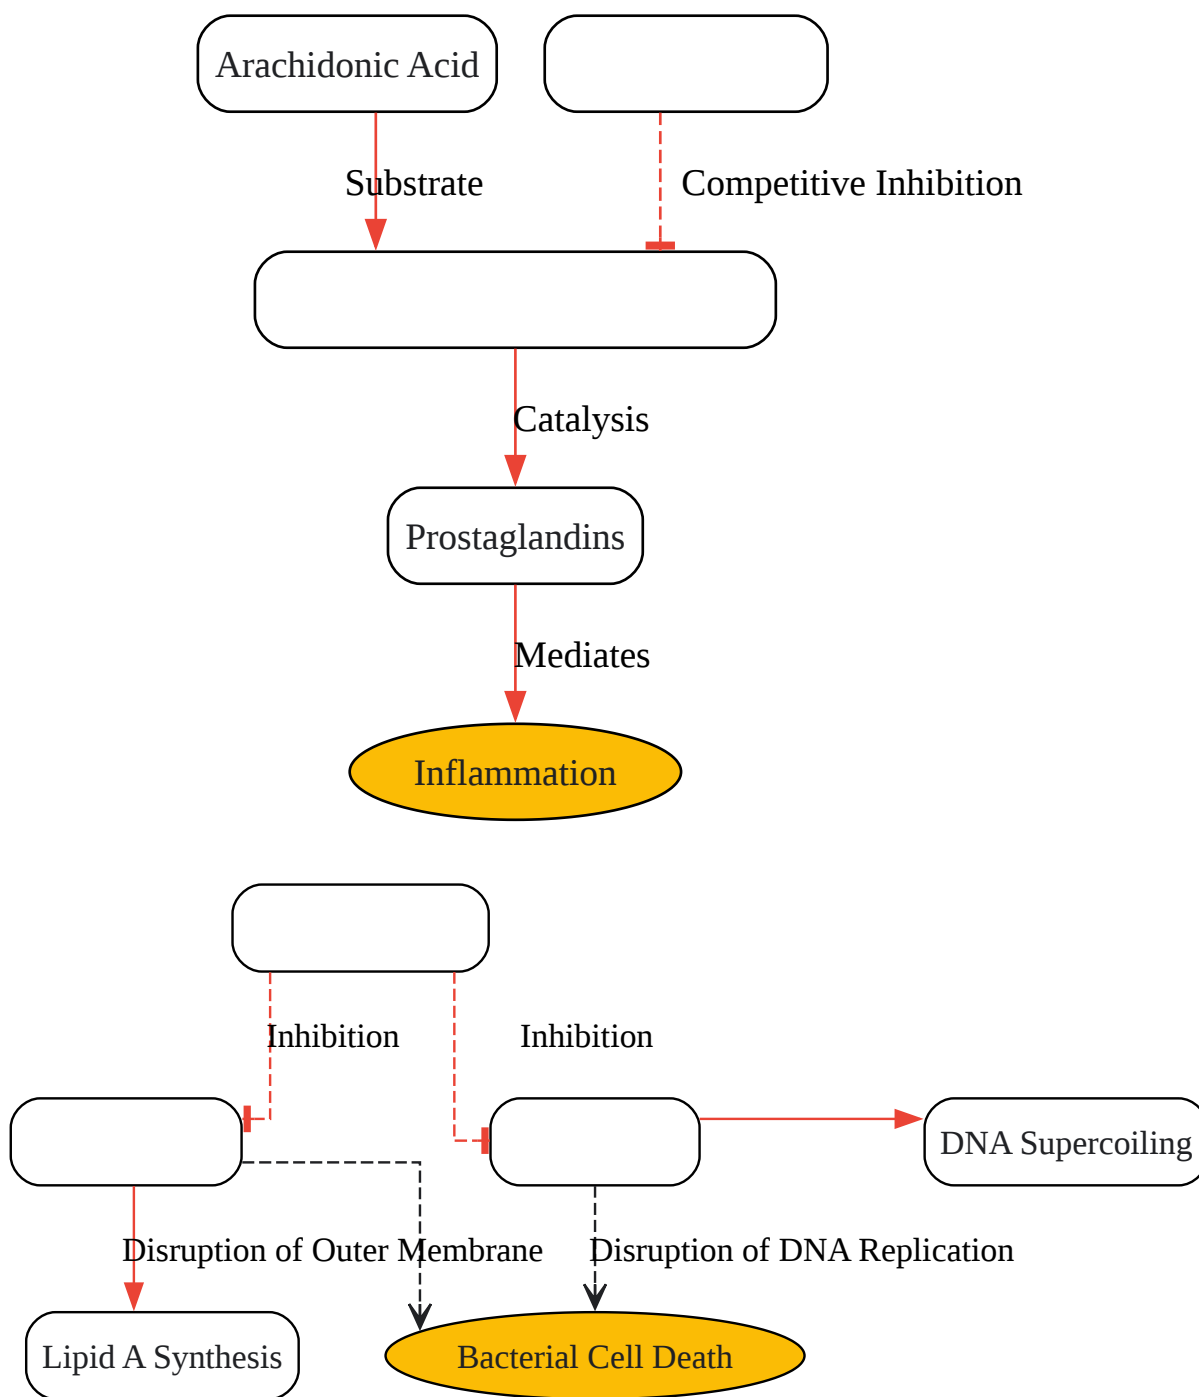 Arachidonic Acid
Substrate
Competitive Inhibition
Catalysis
Prostaglandins
Mediates
Inflammation
Inhibition
Inhibition
DNA Supercoiling
Disruption of Outer Membrane
Disruption of DNA Replication
Lipid A Synthesis
Bacterial Cell Death